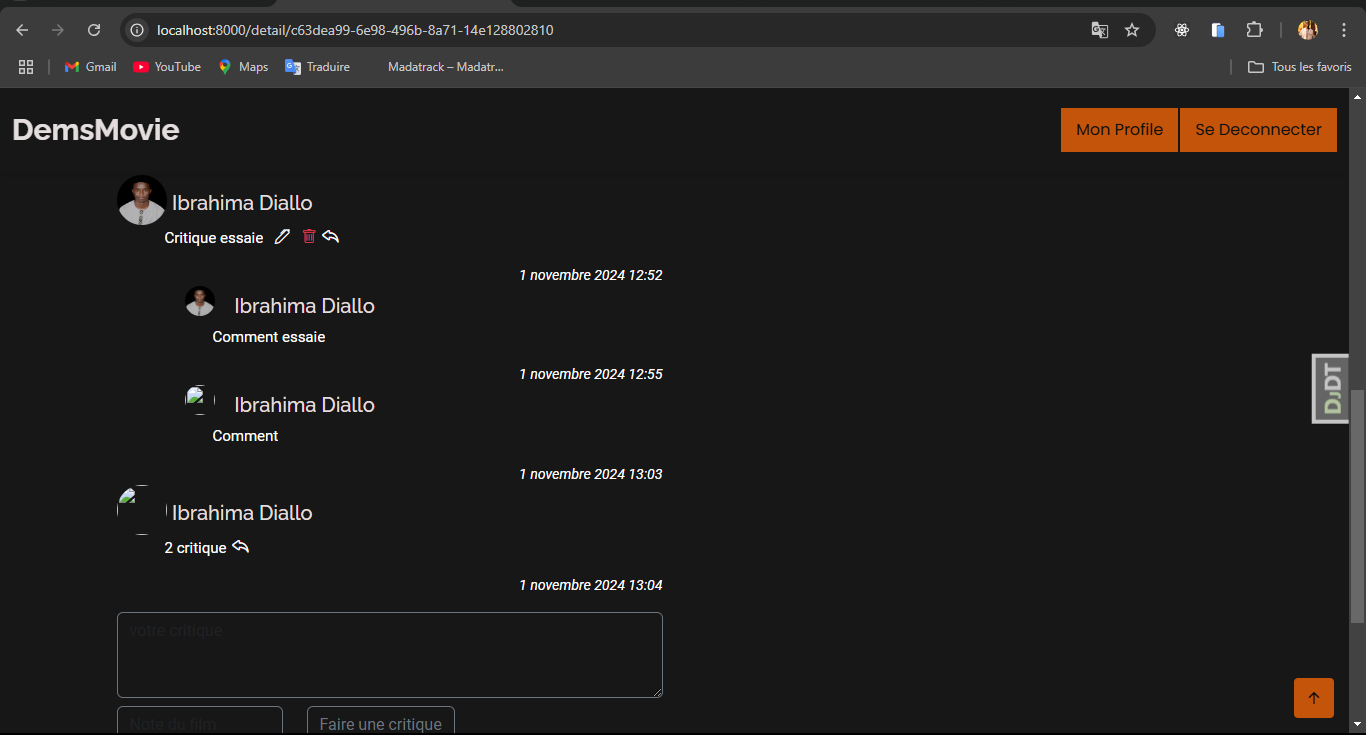 localhost:8000/detail/c63dea99-6e98-496b-8a71-14e128802810
Gmail YouTube Maps Traduire Madatrack – Madatr... Tous les favoris
DemsMovie Mon Profile Se Deconnecter
Ibrahima Diallo
Critique essaie
1 novembre 2024 12:52
Ibrahima Diallo
Comment essaie
1 novembre 2024 12:55
Ibrahima Diallo
Comment
DJDT
1 novembre 2024 13:03
Ibrahima Diallo
2 critique
1 novembre 2024 13:04
votre critique
Note du film Faire une critique